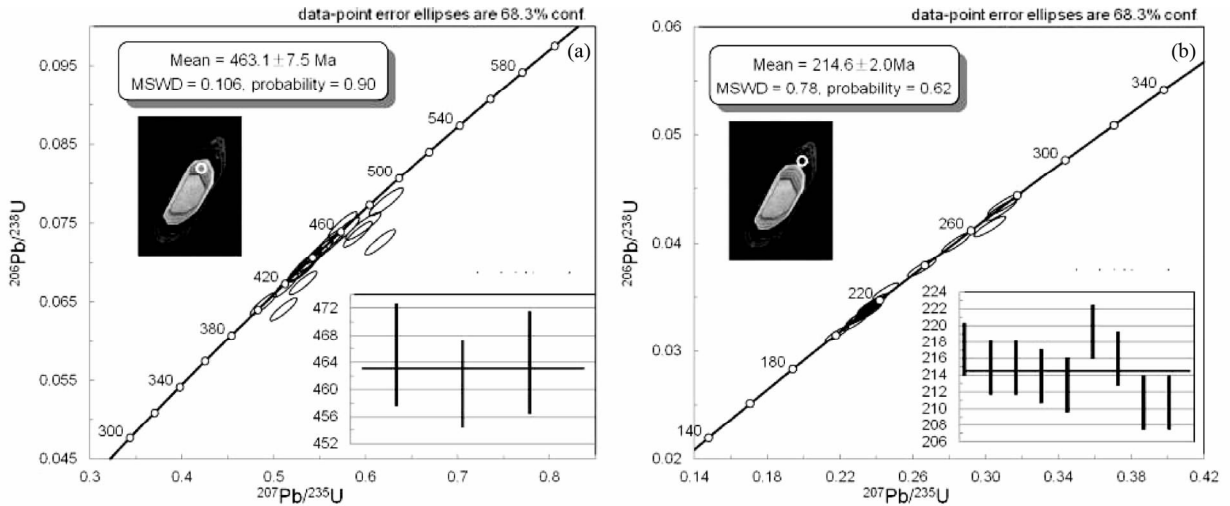 data-point error ellipses are 68.3% conf.
(a)
Mean = 463.1±7.5 Ma
MSWD = 0.106, probability = 0.90
0.095
0.085
0.075
0.065
0.055
0.045
206Pb/238U
580
540
500
460
420
380
340
300
472
468
464
460
456
452
0.3 0.4 0.5 0.6 0.7 0.8
207Pb/235U
data-point error ellipses are 68.3% conf.
(b)
Mean = 214.6±2.0Ma
MSWD = 0.78, probability = 0.62
0.06
0.05
0.04
0.03
0.02
206Pb/238U
340
300
260
220
180
140
224
222
220
218
216
214
212
210
208
206
0.14 0.18 0.22 0.26 0.30 0.34 0.38 0.42
207Pb/235U